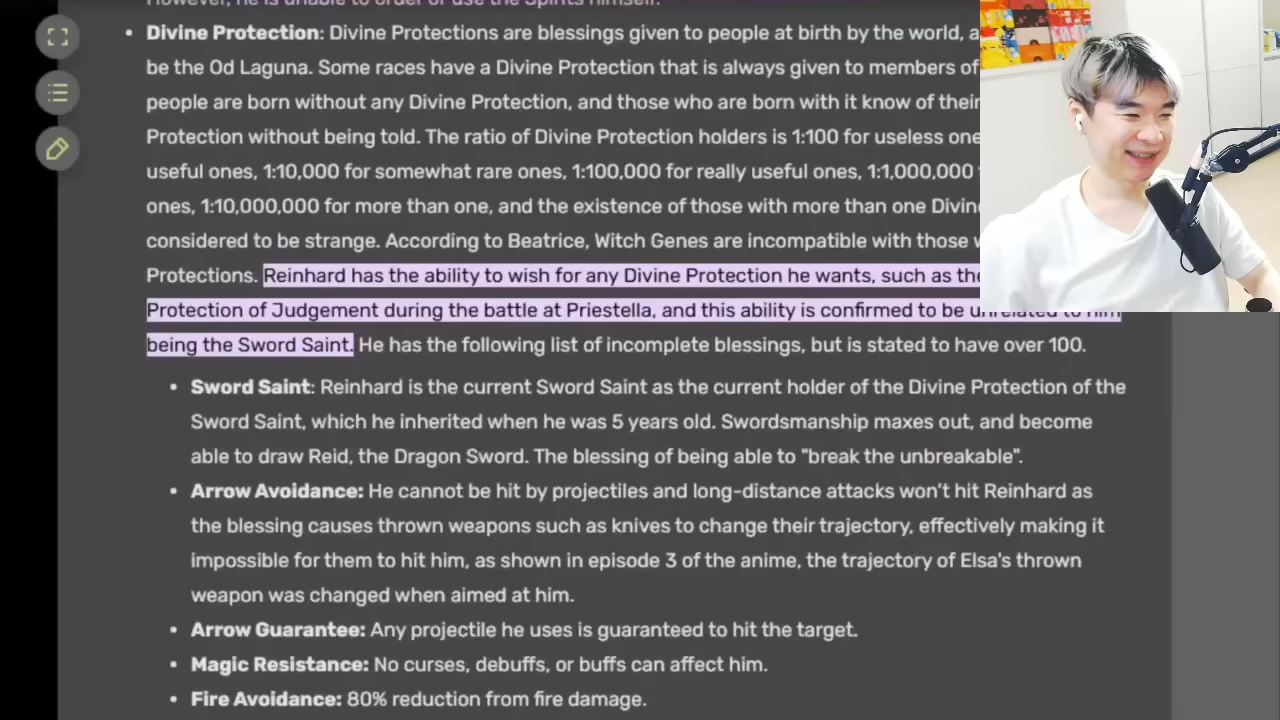 However, he is unable to order or use the Spirits himself.
• Divine Protection: Divine Protections are blessings given to people at birth by the world, a
be the Od Laguna. Some races have a Divine Protection that is always given to members of
people are born without any Divine Protection, and those who are born with it know of their
Protection without being told. The ratio of Divine Protection holders is 1:100 for useless one
useful ones, 1:10,000 for somewhat rare ones, 1:100,000 for really useful ones, 1:1,000,000
ones, 1:10,000,000 for more than one, and the existence of those with more than one Divin
considered to be strange. According to Beatrice, Witch Genes are incompatible with those w
Protections. Reinhard has the ability to wish for any Divine Protection he wants, such as the
Protection of Judgement during the battle at Priestella, and this ability is confirmed to be unrelated to him
being the Sword Saint. He has the following list of incomplete blessings, but is stated to have over 100.
• Sword Saint: Reinhard is the current Sword Saint as the current holder of the Divine Protection of the
Sword Saint, which he inherited when he was 5 years old. Swordsmanship maxes out, and become
able to draw Reid, the Dragon Sword. The blessing of being able to "break the unbreakable".
• Arrow Avoidance: He cannot be hit by projectiles and long-distance attacks won't hit Reinhard as
the blessing causes thrown weapons such as knives to change their trajectory, effectively making it
impossible for them to hit him, as shown in episode 3 of the anime, the trajectory of Elsa's thrown
weapon was changed when aimed at him.
• Arrow Guarantee: Any projectile he uses is guaranteed to hit the target.
• Magic Resistance: No curses, debuffs, or buffs can affect him.
• Fire Avoidance: 80% reduction from fire damage.